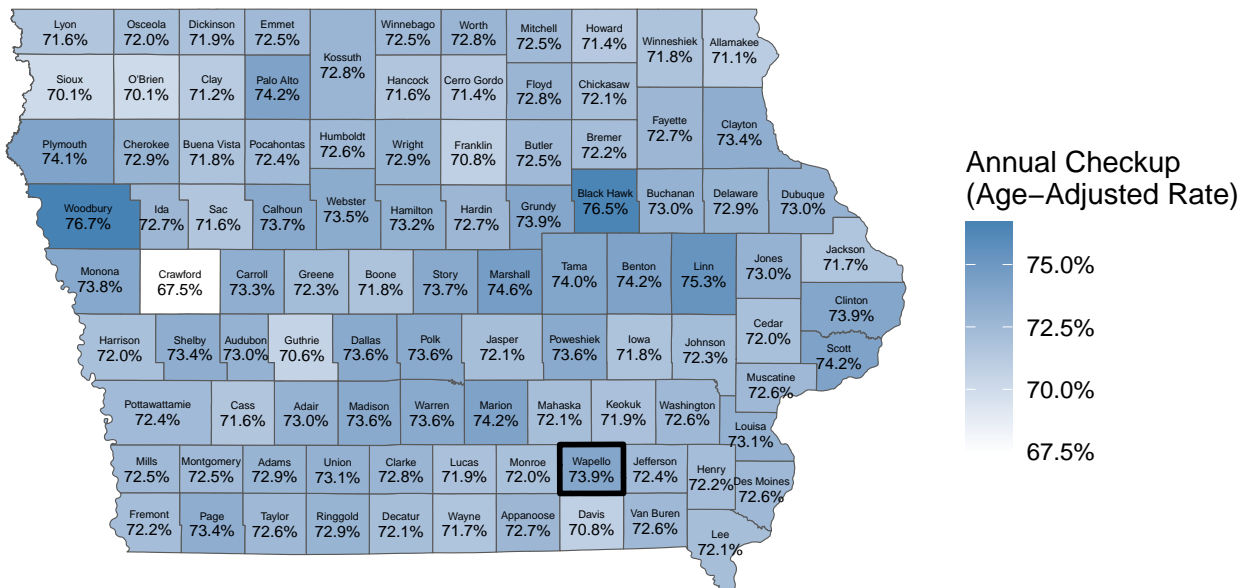 Lyon
71.6%
Osceola
72.0%
Dickinson
71.9%
Emmet
72.5%
Kossuth
72.8%
Winnebago
72.5%
Worth
72.8%
Mitchell
72.5%
Howard
71.4%
Winneshiek
71.8%
Allamakee
71.1%
Sioux
70.1%
O'Brien
70.1%
Clay
71.2%
Palo Alto
74.2%
Hancock
71.6%
Cerro Gordo
71.4%
Floyd
72.8%
Chickasaw
72.1%
Fayette
72.7%
Clayton
73.4%
Plymouth
74.1%
Cherokee
72.9%
Buena Vista
71.8%
Pocahontas
72.4%
Humboldt
72.6%
Wright
72.9%
Franklin
70.8%
Butler
72.5%
Bremer
72.2%
Woodbury
76.7%
Ida
72.7%
Sac
71.6%
Calhoun
73.7%
Webster
73.5%
Hamilton
73.2%
Hardin
72.7%
Grundy
73.9%
Black Hawk
76.5%
Buchanan
73.0%
Delaware
72.9%
Dubuque
73.0%
Monona
73.8%
Crawford
67.5%
Carroll
73.3%
Greene
72.3%
Boone
71.8%
Story
73.7%
Marshall
74.6%
Tama
74.0%
Benton
74.2%
Linn
75.3%
Jones
73.0%
Jackson
71.7%
Clinton
73.9%
Harrison
72.0%
Shelby
73.4%
Audubon
73.0%
Guthrie
70.6%
Dallas
73.6%
Polk
73.6%
Jasper
72.1%
Poweshiek
73.6%
Iowa
71.8%
Johnson
72.3%
Cedar
72.0%
Scott
74.2%
Muscatine
72.6%
Pottawattamie
72.4%
Cass
71.6%
Adair
73.0%
Madison
73.6%
Warren
73.6%
Marion
74.2%
Mahaska
72.1%
Keokuk
71.9%
Washington
72.6%
Louisa
73.1%
Mills
72.5%
Montgomery
72.5%
Adams
72.9%
Union
73.1%
Clarke
72.8%
Lucas
71.9%
Monroe
72.0%
Wapello
73.9%
Jefferson
72.4%
Henry
72.2%
Des Moines
72.6%
Fremont
72.2%
Page
73.4%
Taylor
72.6%
Ringgold
72.9%
Decatur
72.1%
Wayne
71.7%
Appanoose
72.7%
Davis
70.8%
Van Buren
72.6%
Lee
72.1%
Annual Checkup
(Age−Adjusted Rate)
75.0%
72.5%
70.0%
67.5%